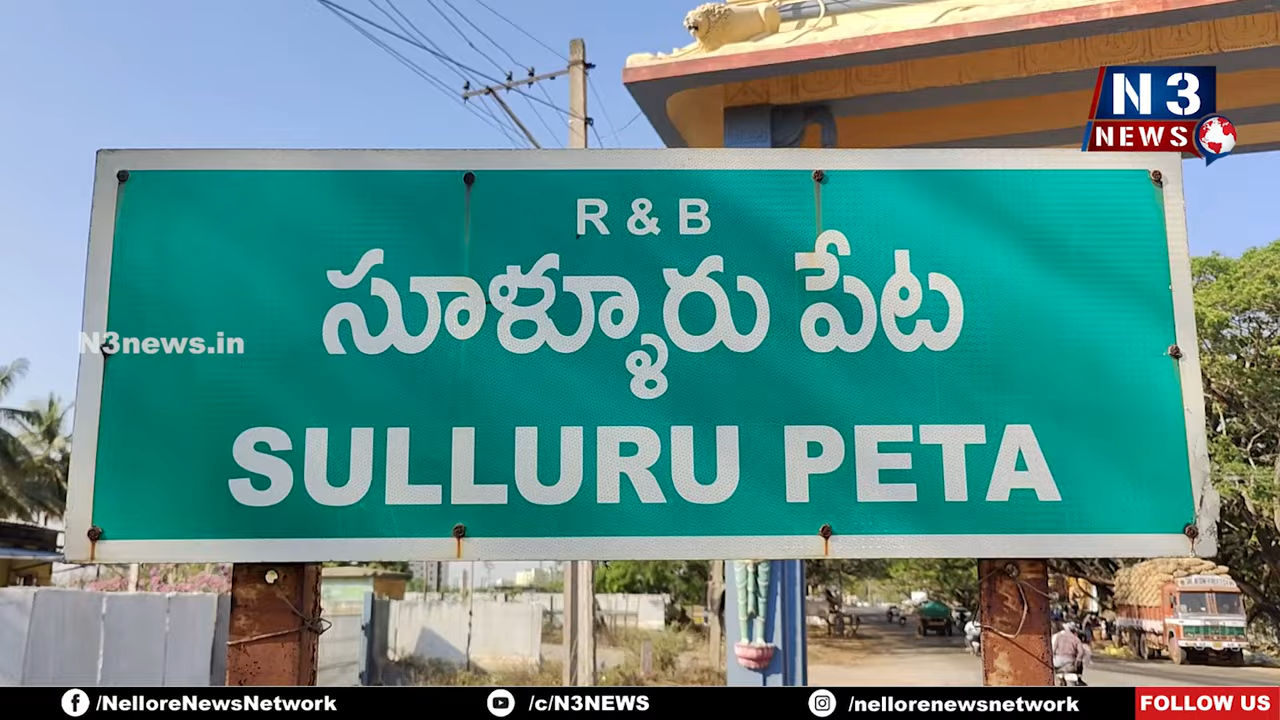 N3
NEWS
R & B
సూళ్ళూరు పేట
N3news.in
SULLURU PETA
/NelloreNewsNetwork
/c/N3NEWS
/nellorenewsnetwork
FOLLOW US